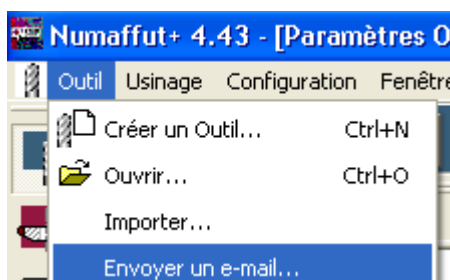 Numaffut+ 4.43 - [Paramètres O
Outil Usinage Configuration Fenêtre
Créer un Outil... Ctrl+N
Ouvrir... Ctrl+O
Importer...
Envoyer un e-mail...